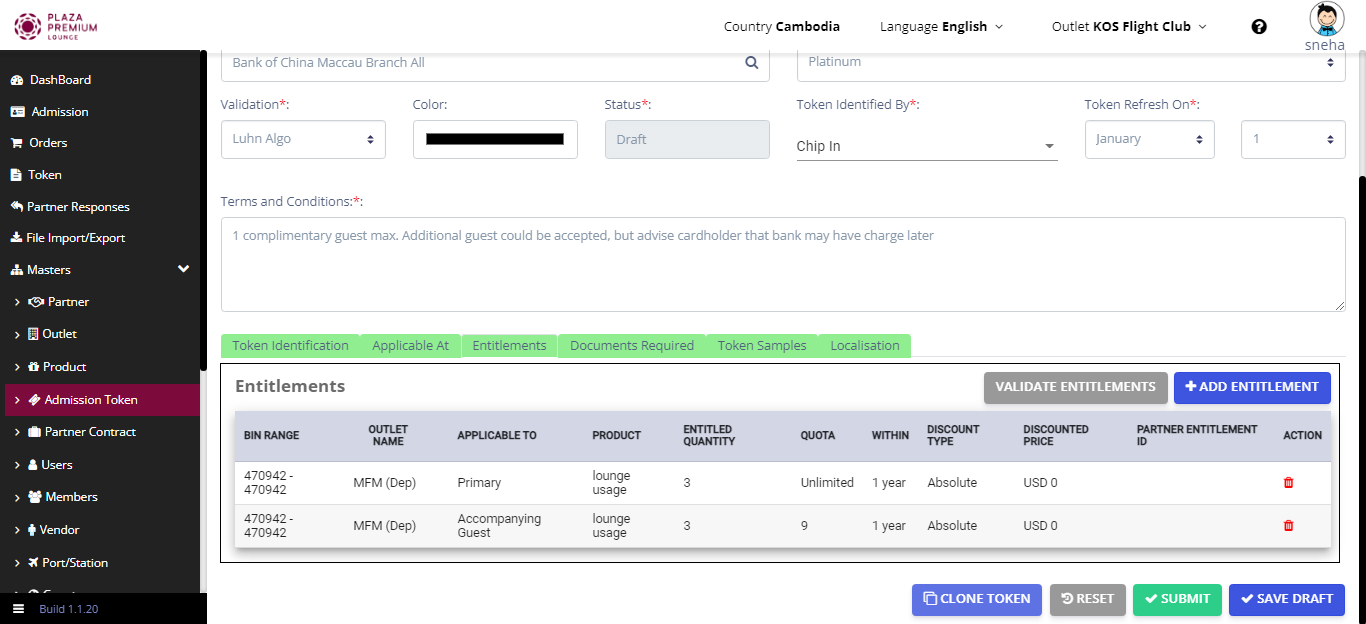 PLAZA
PREMIUM
LOUNGE
Country Cambodia
Language English
Outlet KOS Flight Club
sneha
DashBoard
Admission
Orders
Token
Partner Responses
File Import/Export
Masters
Partner
Outlet
Product
Admission Token
Partner Contract
Users
Members
Vendor
Port/Station
Build 1.1.20
Bank of China Maccau Branch All
Platinum
Validation*:
Color:
Status*:
Token Identified By*:
Token Refresh On*:
Luhn Algo
Draft
Chip In
January
1
Terms and Conditions:*:
1 complimentary guest max. Additional guest could be accepted, but advise cardholder that bank may have charge later
Token Identification
Applicable At
Entitlements
Documents Required
Token Samples
Localisation
Entitlements
VALIDATE ENTITLEMENTS
ADD ENTITLEMENT
BIN RANGE
OUTLET
NAME
APPLICABLE TO
PRODUCT
ENTITLED
QUANTITY
QUOTA
WITHIN
DISCOUNT
TYPE
DISCOUNTED
PRICE
PARTNER ENTITLEMENT
ID
ACTION
470942 -
470942
MFM (Dep)
Primary
lounge
usage
3
Unlimited
1 year
Absolute
USD 0
470942 -
470942
MFM (Dep)
Accompanying
Guest
lounge
usage
3
9
1 year
Absolute
USD 0
CLONE TOKEN
RESET
SUBMIT
SAVE DRAFT